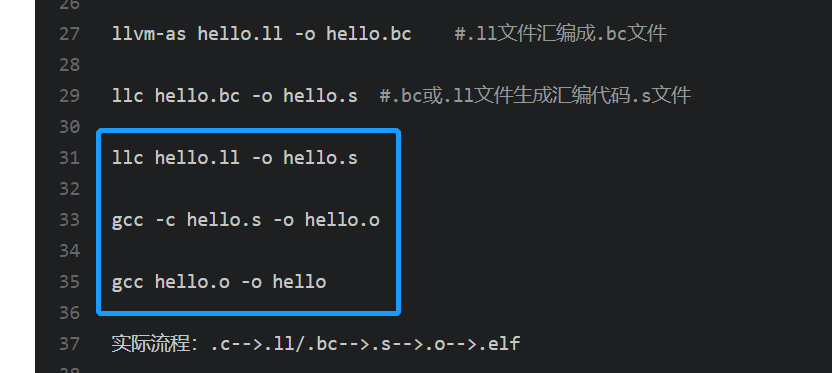 26
27 llvm-as hello.ll -o hello.bc #.ll文件汇编成.bc文件
28
29 llc hello.bc -o hello.s #.bc或.ll文件生成汇编代码.s文件
30
31 llc hello.ll -o hello.s
32
33 gcc -c hello.s -o hello.o
34
35 gcc hello.o -o hello
36
37 实际流程：.c-->.ll/.bc-->.s-->.o-->.elf
38